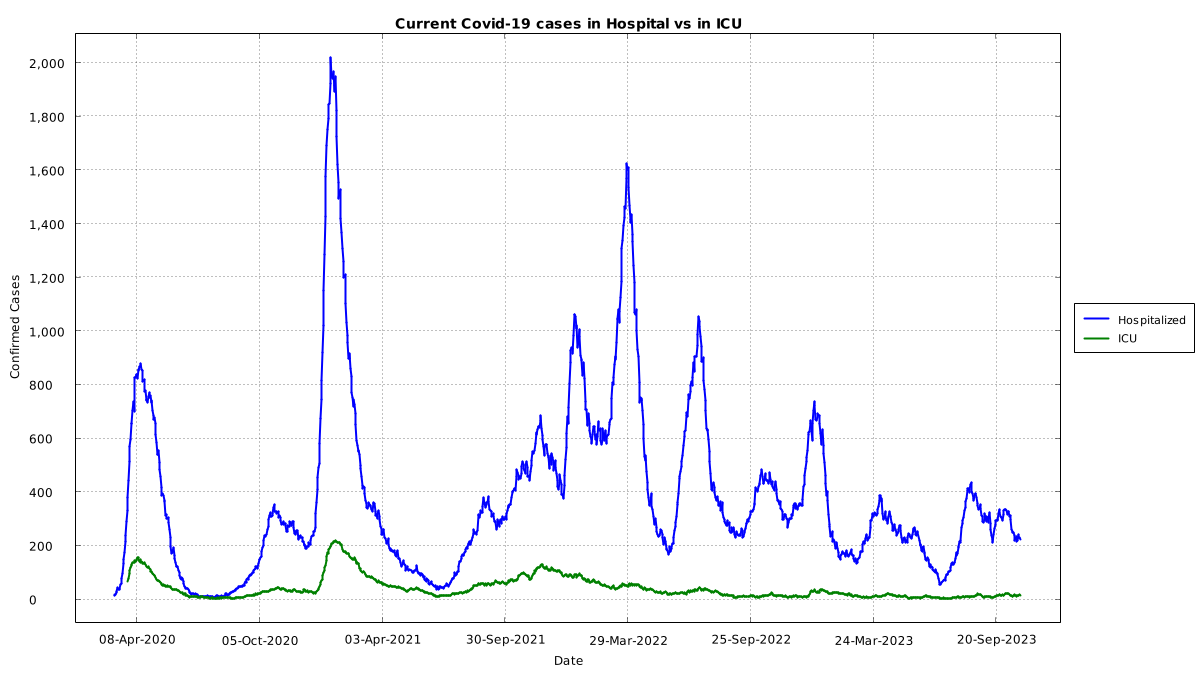 Current Covid-19 cases in Hospital vs in ICU
2,000
1,800
1,600
1,400
1,200
1,000
800
600
400
200
0
Confirmed Cases
08-Apr-2020
05-Oct-2020
03-Apr-2021
30-Sep-2021
29-Mar-2022
25-Sep-2022
24-Mar-2023
20-Sep-2023
Date
Hospitalized
ICU